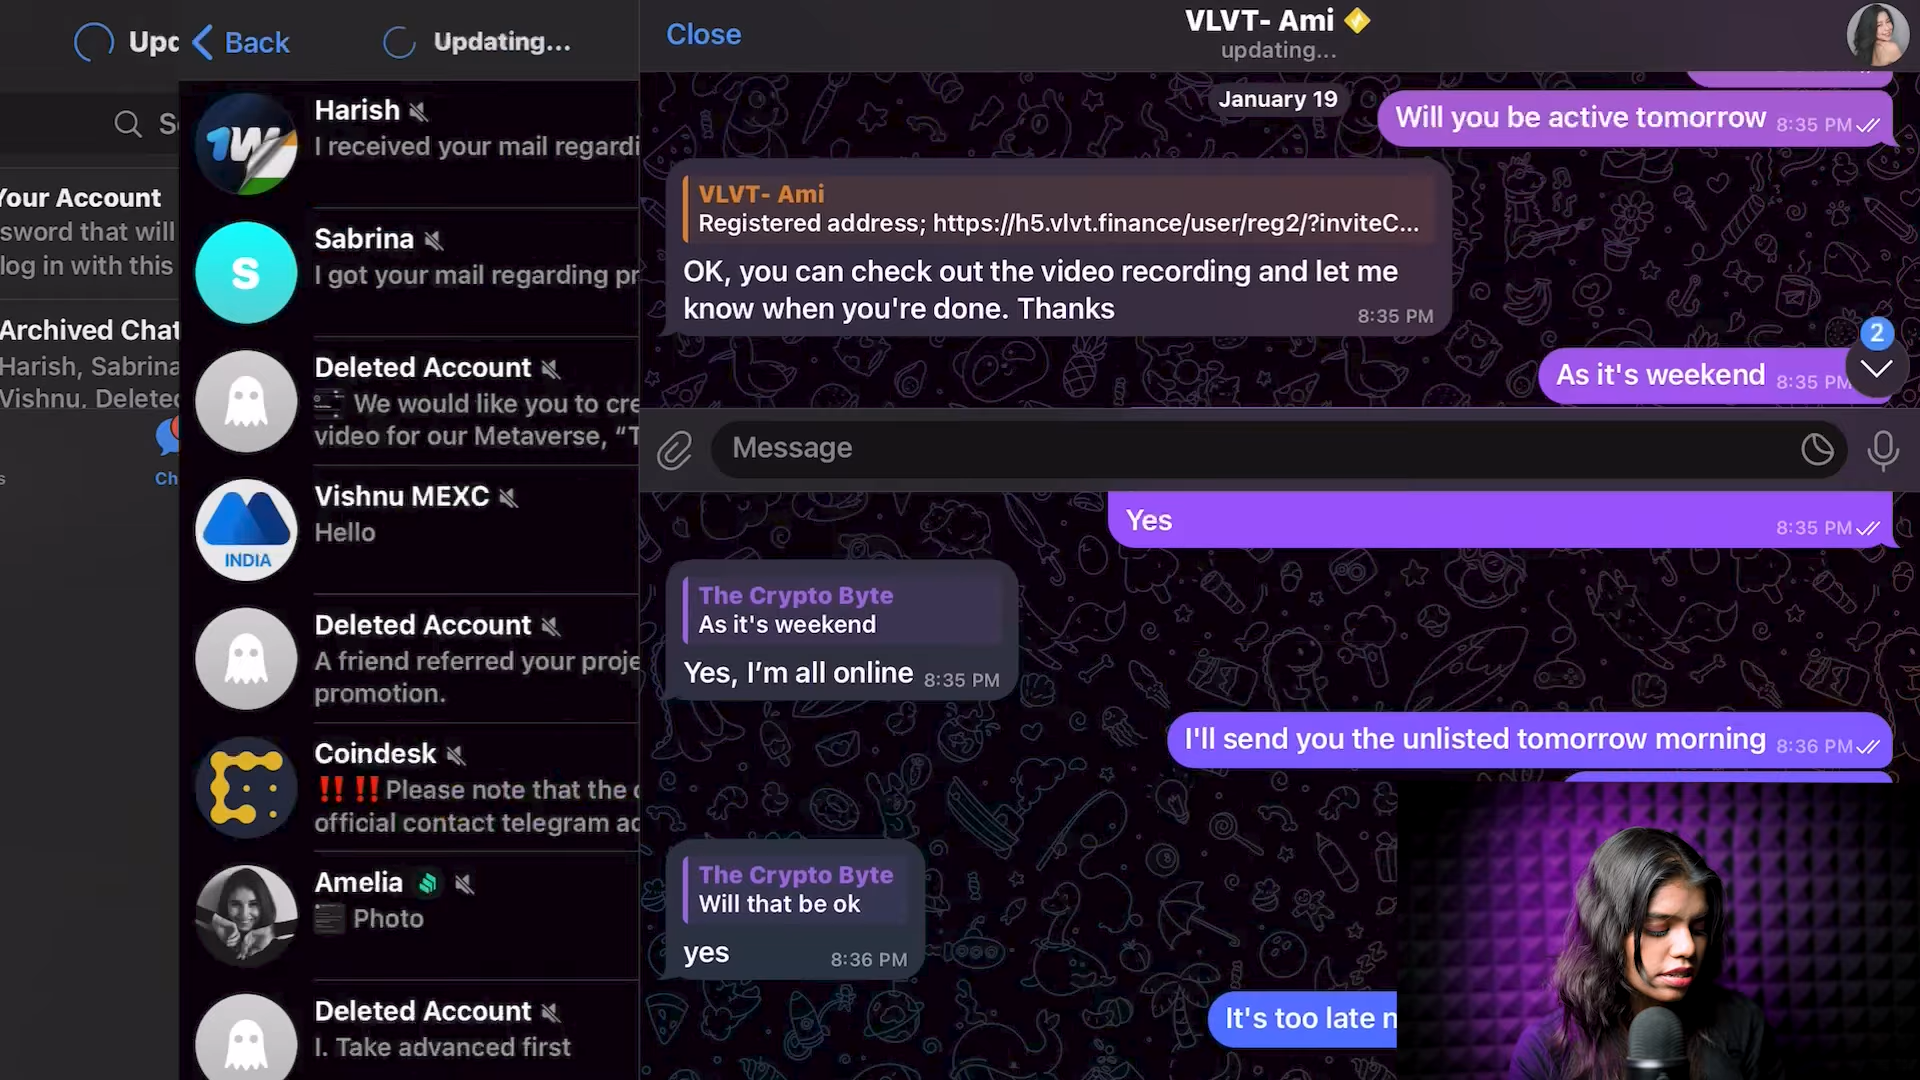 Upd
Se
Your Account
sword that will
log in with this
Archived Chat
Harish, Sabrina
Vishnu, Deleted
s
Ch
Back
Updating...
Harish
1W
I received your mail regardi
Sabrina
S
I got your mail regarding pr
Deleted Account
We would like you to cre
video for our Metaverse, “T
Vishnu MEXC
INDIA
Hello
Deleted Account
A friend referred your proje
promotion.
Coindesk
‼️ ‼️Please note that the
official contact telegram ad
Amelia
Photo
Deleted Account
I. Take advanced first
Close
VLVT- Ami
updating...
January 19
Will you be active tomorrow 8:35 PM
VLVT- Ami
Registered address; https://h5.vlvt.finance/user/reg2/?inviteC...
OK, you can check out the video recording and let me
know when you're done. Thanks 8:35 PM
2
As it's weekend 8:35 PM
Message
Yes 8:35 PM
The Crypto Byte
As it's weekend
Yes, I’m all online 8:35 PM
I'll send you the unlisted tomorrow morning 8:36 PM
The Crypto Byte
Will that be ok
yes 8:36 PM
It's too late n